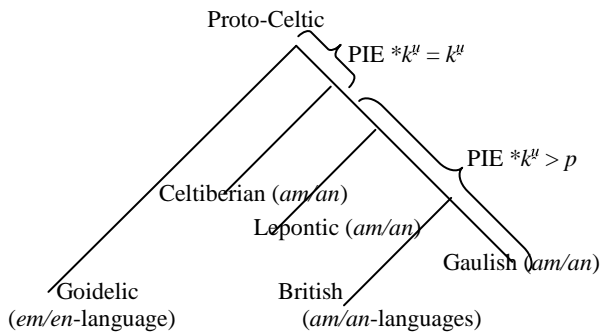 Proto-Celtic
PIE *ku̯ = ku̯
PIE *ku̯ > p
Celtiberian (am/an)
Lepontic (am/an)
Gaulish (am/an)
Goidelic
(em/en-language)
British
(am/an-languages)